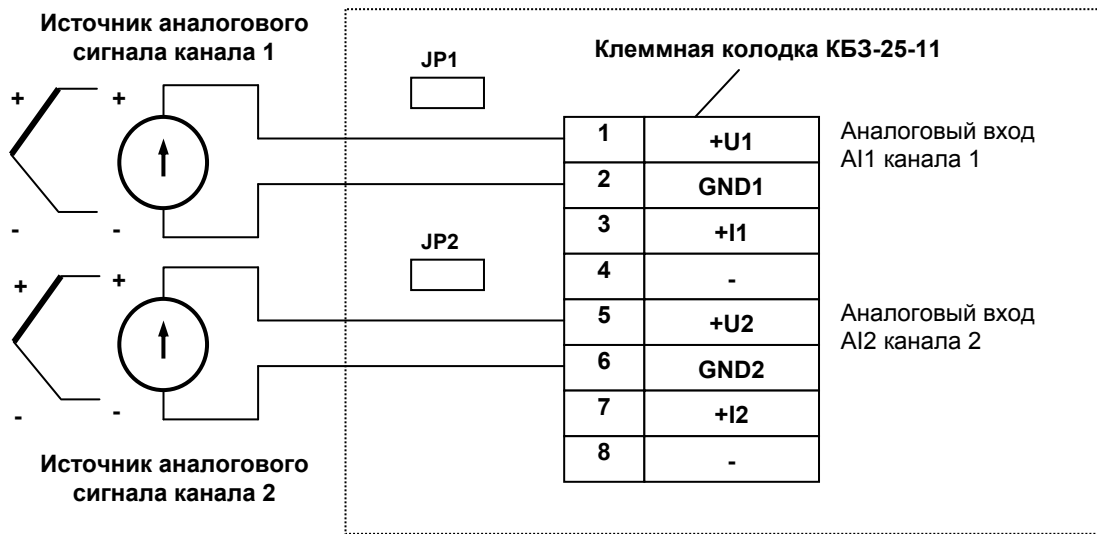 Источник аналогового
сигнала канала 1
JP1
Клеммная колодка КБЗ-25-11
+ +
- -
1 +U1
2 GND1
3 +I1
4 -
5 +U2
6 GND2
7 +I2
8 -
Аналоговый вход
AI1 канала 1
JP2
+ +
- -
Аналоговый вход
AI2 канала 2
Источник аналогового
сигнала канала 2